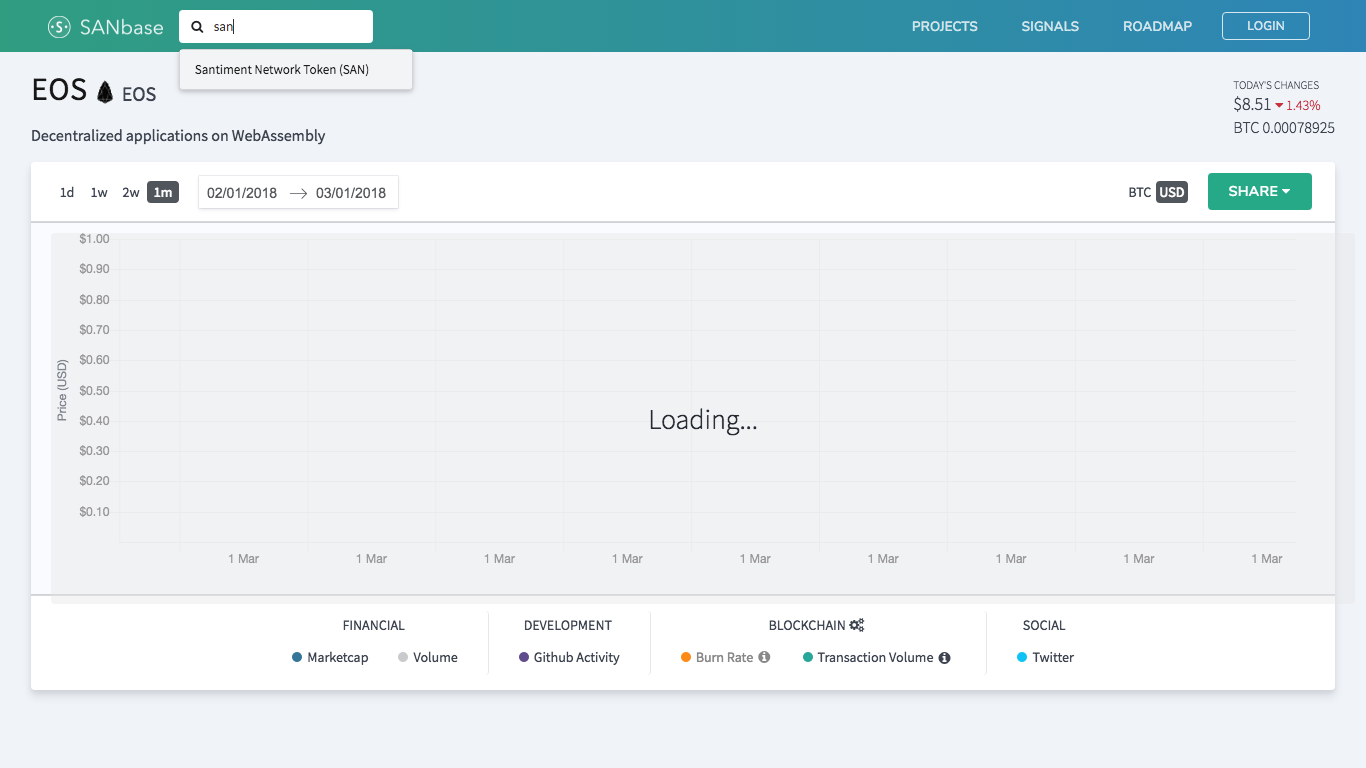 SANbase
san
PROJECTS
SIGNALS
ROADMAP
LOGIN
Santiment Network Token (SAN)
EOS EOS
TODAY'S CHANGES
$8.51 1.43%
BTC 0.00078925
Decentralized applications on WebAssembly
1d 1w 2w 1m
02/01/2018 03/01/2018
BTC USD
SHARE
Price (USD)
$1.00
$0.90
$0.80
$0.70
$0.60
$0.50
$0.40
$0.30
$0.20
$0.10
Loading...
1 Mar 1 Mar 1 Mar 1 Mar 1 Mar 1 Mar 1 Mar 1 Mar 1 Mar
FINANCIAL
Marketcap Volume
DEVELOPMENT
Github Activity
BLOCKCHAIN
Burn Rate Transaction Volume
SOCIAL
Twitter